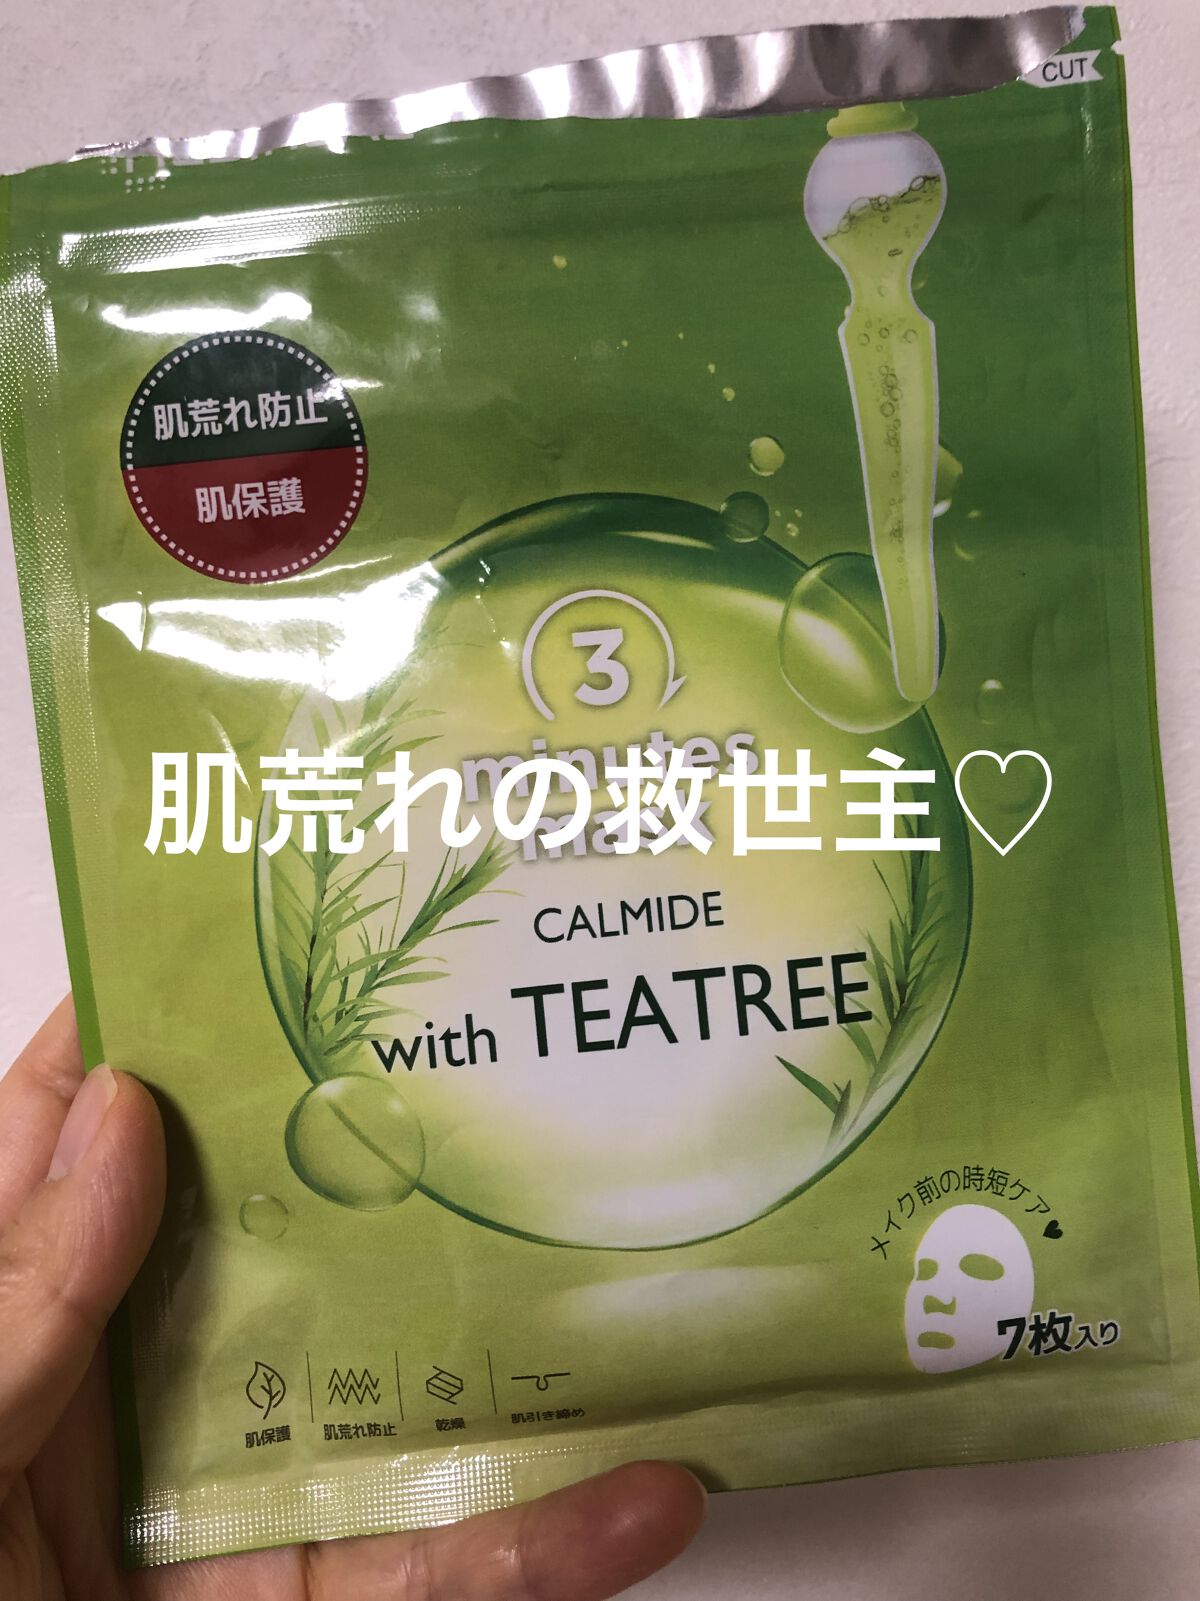 CUT
肌荒れ防止
肌保護
3
minutes
mask
肌荒れの救世主♡
CALMIDE
with TEATREE
メイク前の時短ケア♥
7枚入り
肌保護
肌荒れ防止
乾燥
肌引き締め